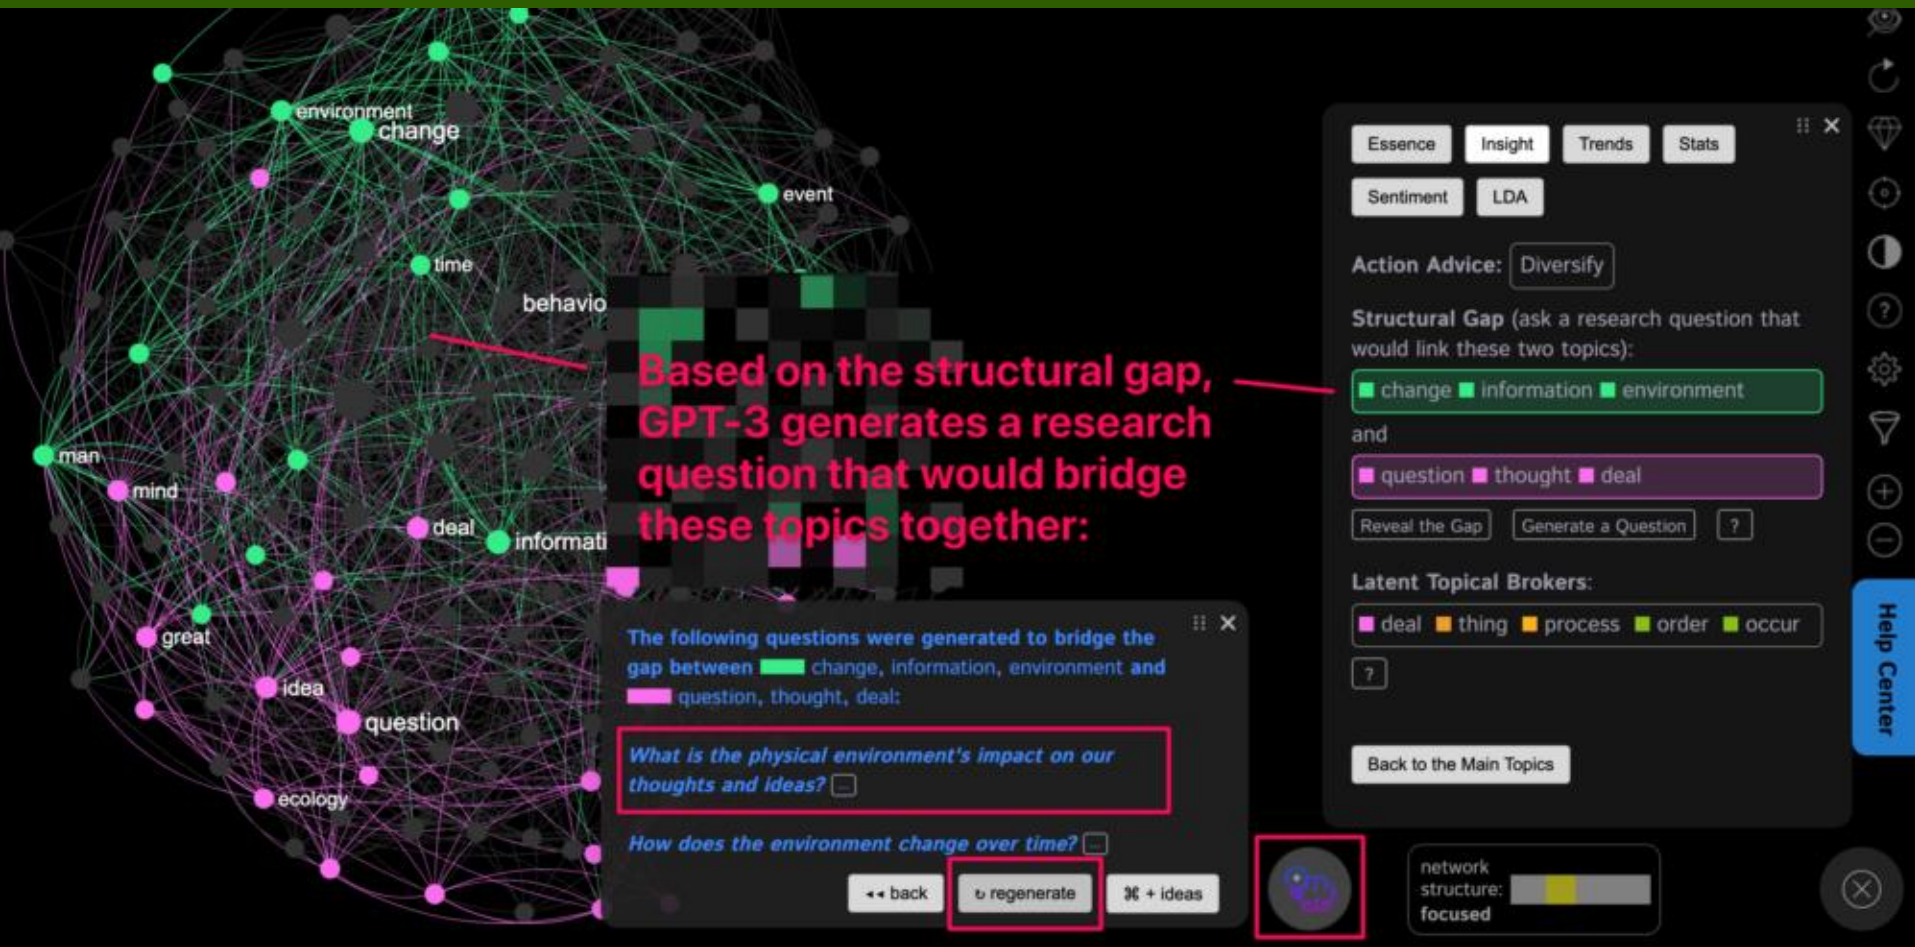 environment
change
event
time
behavio
man
mind
deal
informati
great
idea
question
ecology
Based on the structural gap,
GPT-3 generates a research
question that would bridge
these topics together:
The following questions were generated to bridge the
gap between change, information, environment and
question, thought, deal:
What is the physical environment's impact on our
thoughts and ideas? ...
How does the environment change over time? ...
◂◂ back
↻ regenerate
⌘ + ideas
Essence Insight Trends Stats
Sentiment LDA
Action Advice: Diversify
Structural Gap (ask a research question that
would link these two topics):
change information environment
and
question thought deal
Reveal the Gap Generate a Question ?
Latent Topical Brokers:
deal thing process order occur
?
Back to the Main Topics
network
structure:
focused
?
Help Center